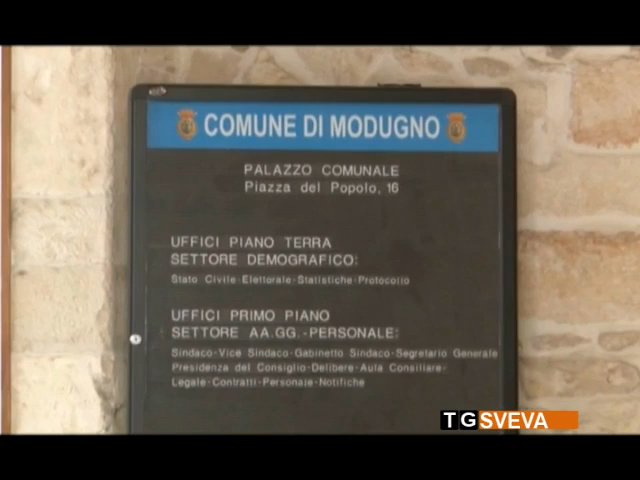 COMUNE DI MODUGNO
PALAZZO COMUNALE
Piazza del Popolo, 16
UFFICI PIANO TERRA
SETTORE DEMOGRAFICO:
Stato Civile-Elettorale-Statistiche-Protocollo
UFFICI PRIMO PIANO
SETTORE AA.GG.-PERSONALE:
Sindaco-Vice Sindaco-Gabinetto Sindaco-Segretario Generale
Presidenza del Consiglio-Delibere-Aula Consiliare-
Legale-Contratti-Personale-Notifiche
TGSVEVA